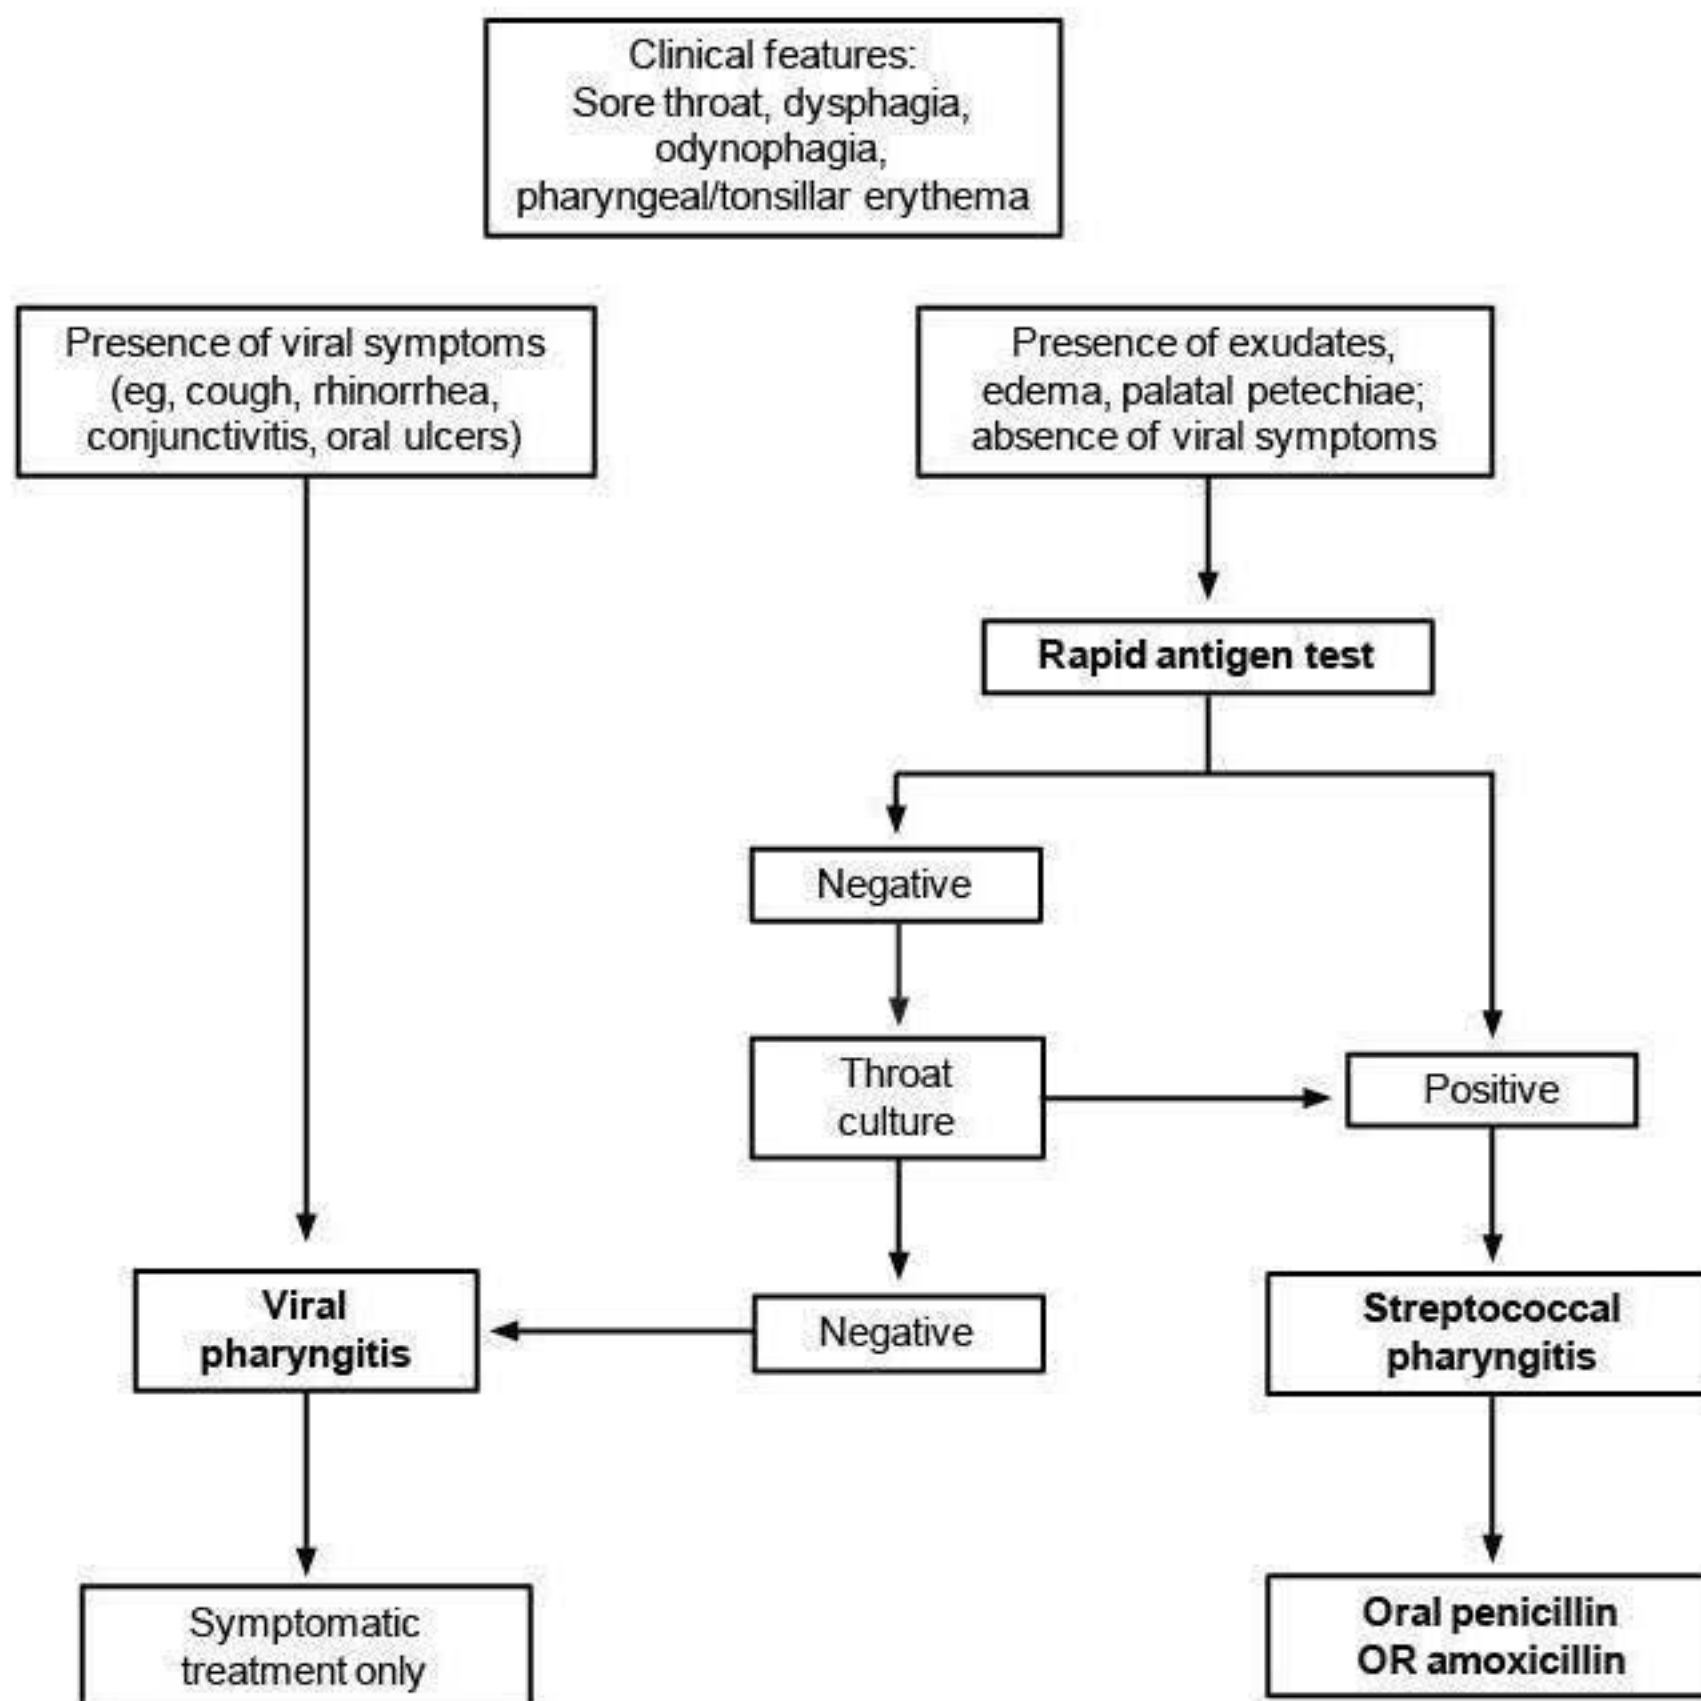 Clinical features:
Sore throat, dysphagia,
odynophagia,
pharyngeal/tonsillar erythema
Presence of viral symptoms
(eg, cough, rhinorrhea,
conjunctivitis, oral ulcers)
Presence of exudates,
edema, palatal petechiae;
absence of viral symptoms
Rapid antigen test
Negative
Throat
culture
Positive
Viral
pharyngitis
Negative
Streptococcal
pharyngitis
Symptomatic
treatment only
Oral penicillin
OR amoxicillin